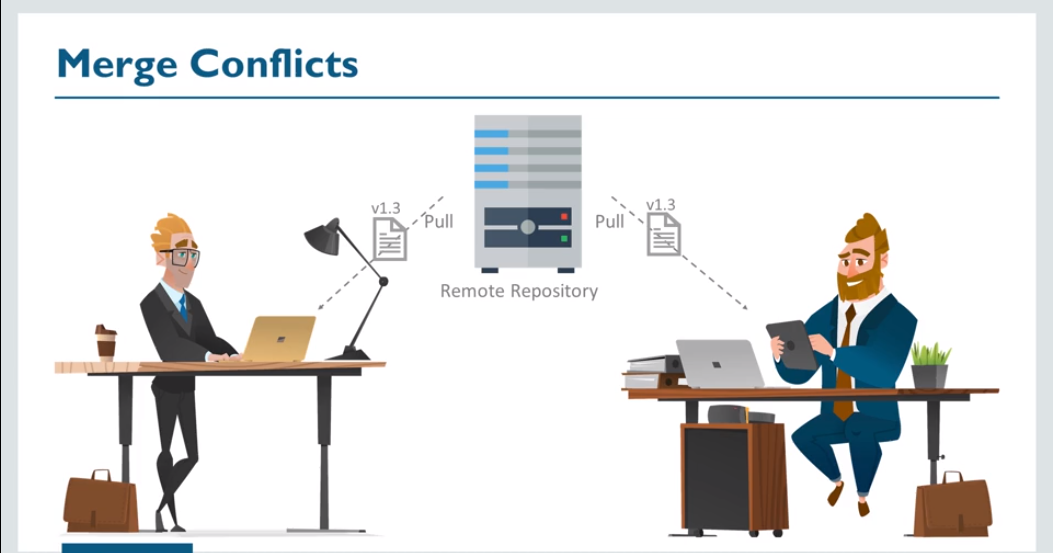 Merge Conflicts
v1.3
Pull
Pull
v1.3
Remote Repository